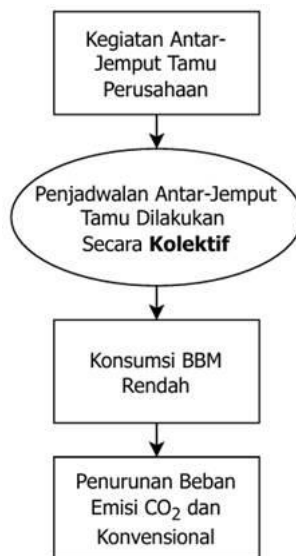 Kegiatan Antar-
Jemput Tamu
Perusahaan
Penjadwalan Antar-Jemput
Tamu Dilakukan
Secara Kolektif
Konsumsi BBM
Rendah
Penurunan Beban
Emisi CO₂ dan
Konvensional